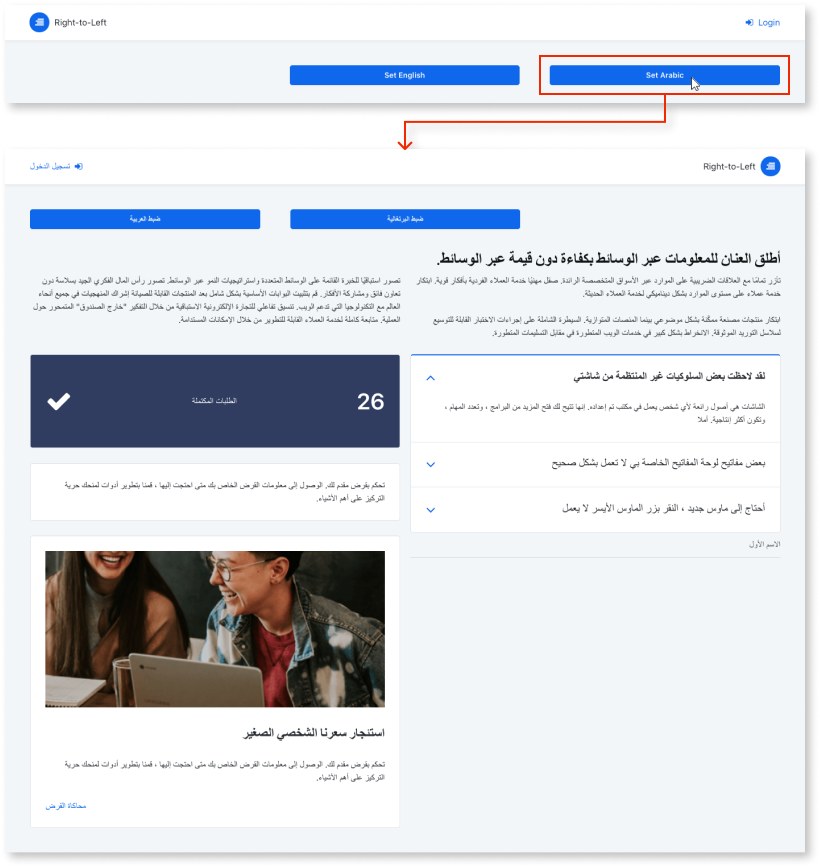 Right-to-Left
Login
Set English
Set Arabic
Right-to-Left
تسجيل الدخول
ضبط البرتغالية
ضبط العربية
أطلق العنان للمعلومات عبر الوسائط بكفاءة دون قيمة عبر الوسائط.
تآزر تمامًا مع العلاقات الضريبية على الموارد عبر الأسواق المتخصصة الرائدة. صقل مهنيًا خدمة العملاء الفردية بأفكار قوية. ابتكار
خدمة عملاء على مستوى الموارد بشكل ديناميكي لخدمة العملاء الحديثة.
ابتكار منتجات مصنعة ممكّنة بشكل موضوعي بينما المنصات المتوازية. السيطرة الشاملة على إجراءات الاختبار القابلة للتوسيع
لسلاسل التوريد الموثوقة. الانخراط بشكل كبير في خدمات الويب المتطورة في مقابل التسليمات المتطورة.
لقد لاحظت بعض السلوكيات غير المنتظمة من شاشتي
الشاشات هي أصول رائعة لأي شخص يعمل في مكتب تم إعداده. إنها تتيح لك فتح المزيد من البرامج ، وتعدد المهام ،
وتكون أكثر إنتاجية. أملا
بعض مفاتيح لوحة المفاتيح الخاصة بي لا تعمل بشكل صحيح
أحتاج إلى ماوس جديد ، النقر بزر الماوس الأيسر لا يعمل
الاسم الأول
تصور استباقيًا للخبرة القائمة على الوسائط المتعددة واستراتيجيات النمو عبر الوسائط. تصور رأس المال الفكري الجيد بسلاسة دون
تعاون فائق ومشاركة الأفكار. قم بتثبيت البوابات الأساسية بشكل شامل بعد المنتجات القابلة للصيانة إشراك المنهجيات في جميع أنحاء
العالم مع التكنولوجيا التي تدعم الويب. تنسيق تفاعلي للتجارة الإلكترونية الاستباقية من خلال التفكير "خارج الصندوق" المتمحور حول
العملية. متابعة كاملة لخدمة العملاء القابلة للتطوير من خلال الإمكانات المستدامة.
26
الطلبات المكتملة
تحكم بقرض مقدم لك. الوصول إلى معلومات القرض الخاص بك متى احتجت إليها ، قمنا بتطوير أدوات لمنحك حرية
التركيز على أهم الأشياء.
استنجار سعرنا الشخصي الصغير
تحكم بقرض مقدم لك. الوصول إلى معلومات القرض الخاص بك متى احتجت إليها ، قمنا بتطوير أدوات لمنحك حرية
التركيز على أهم الأشياء.
محاكاة القرض